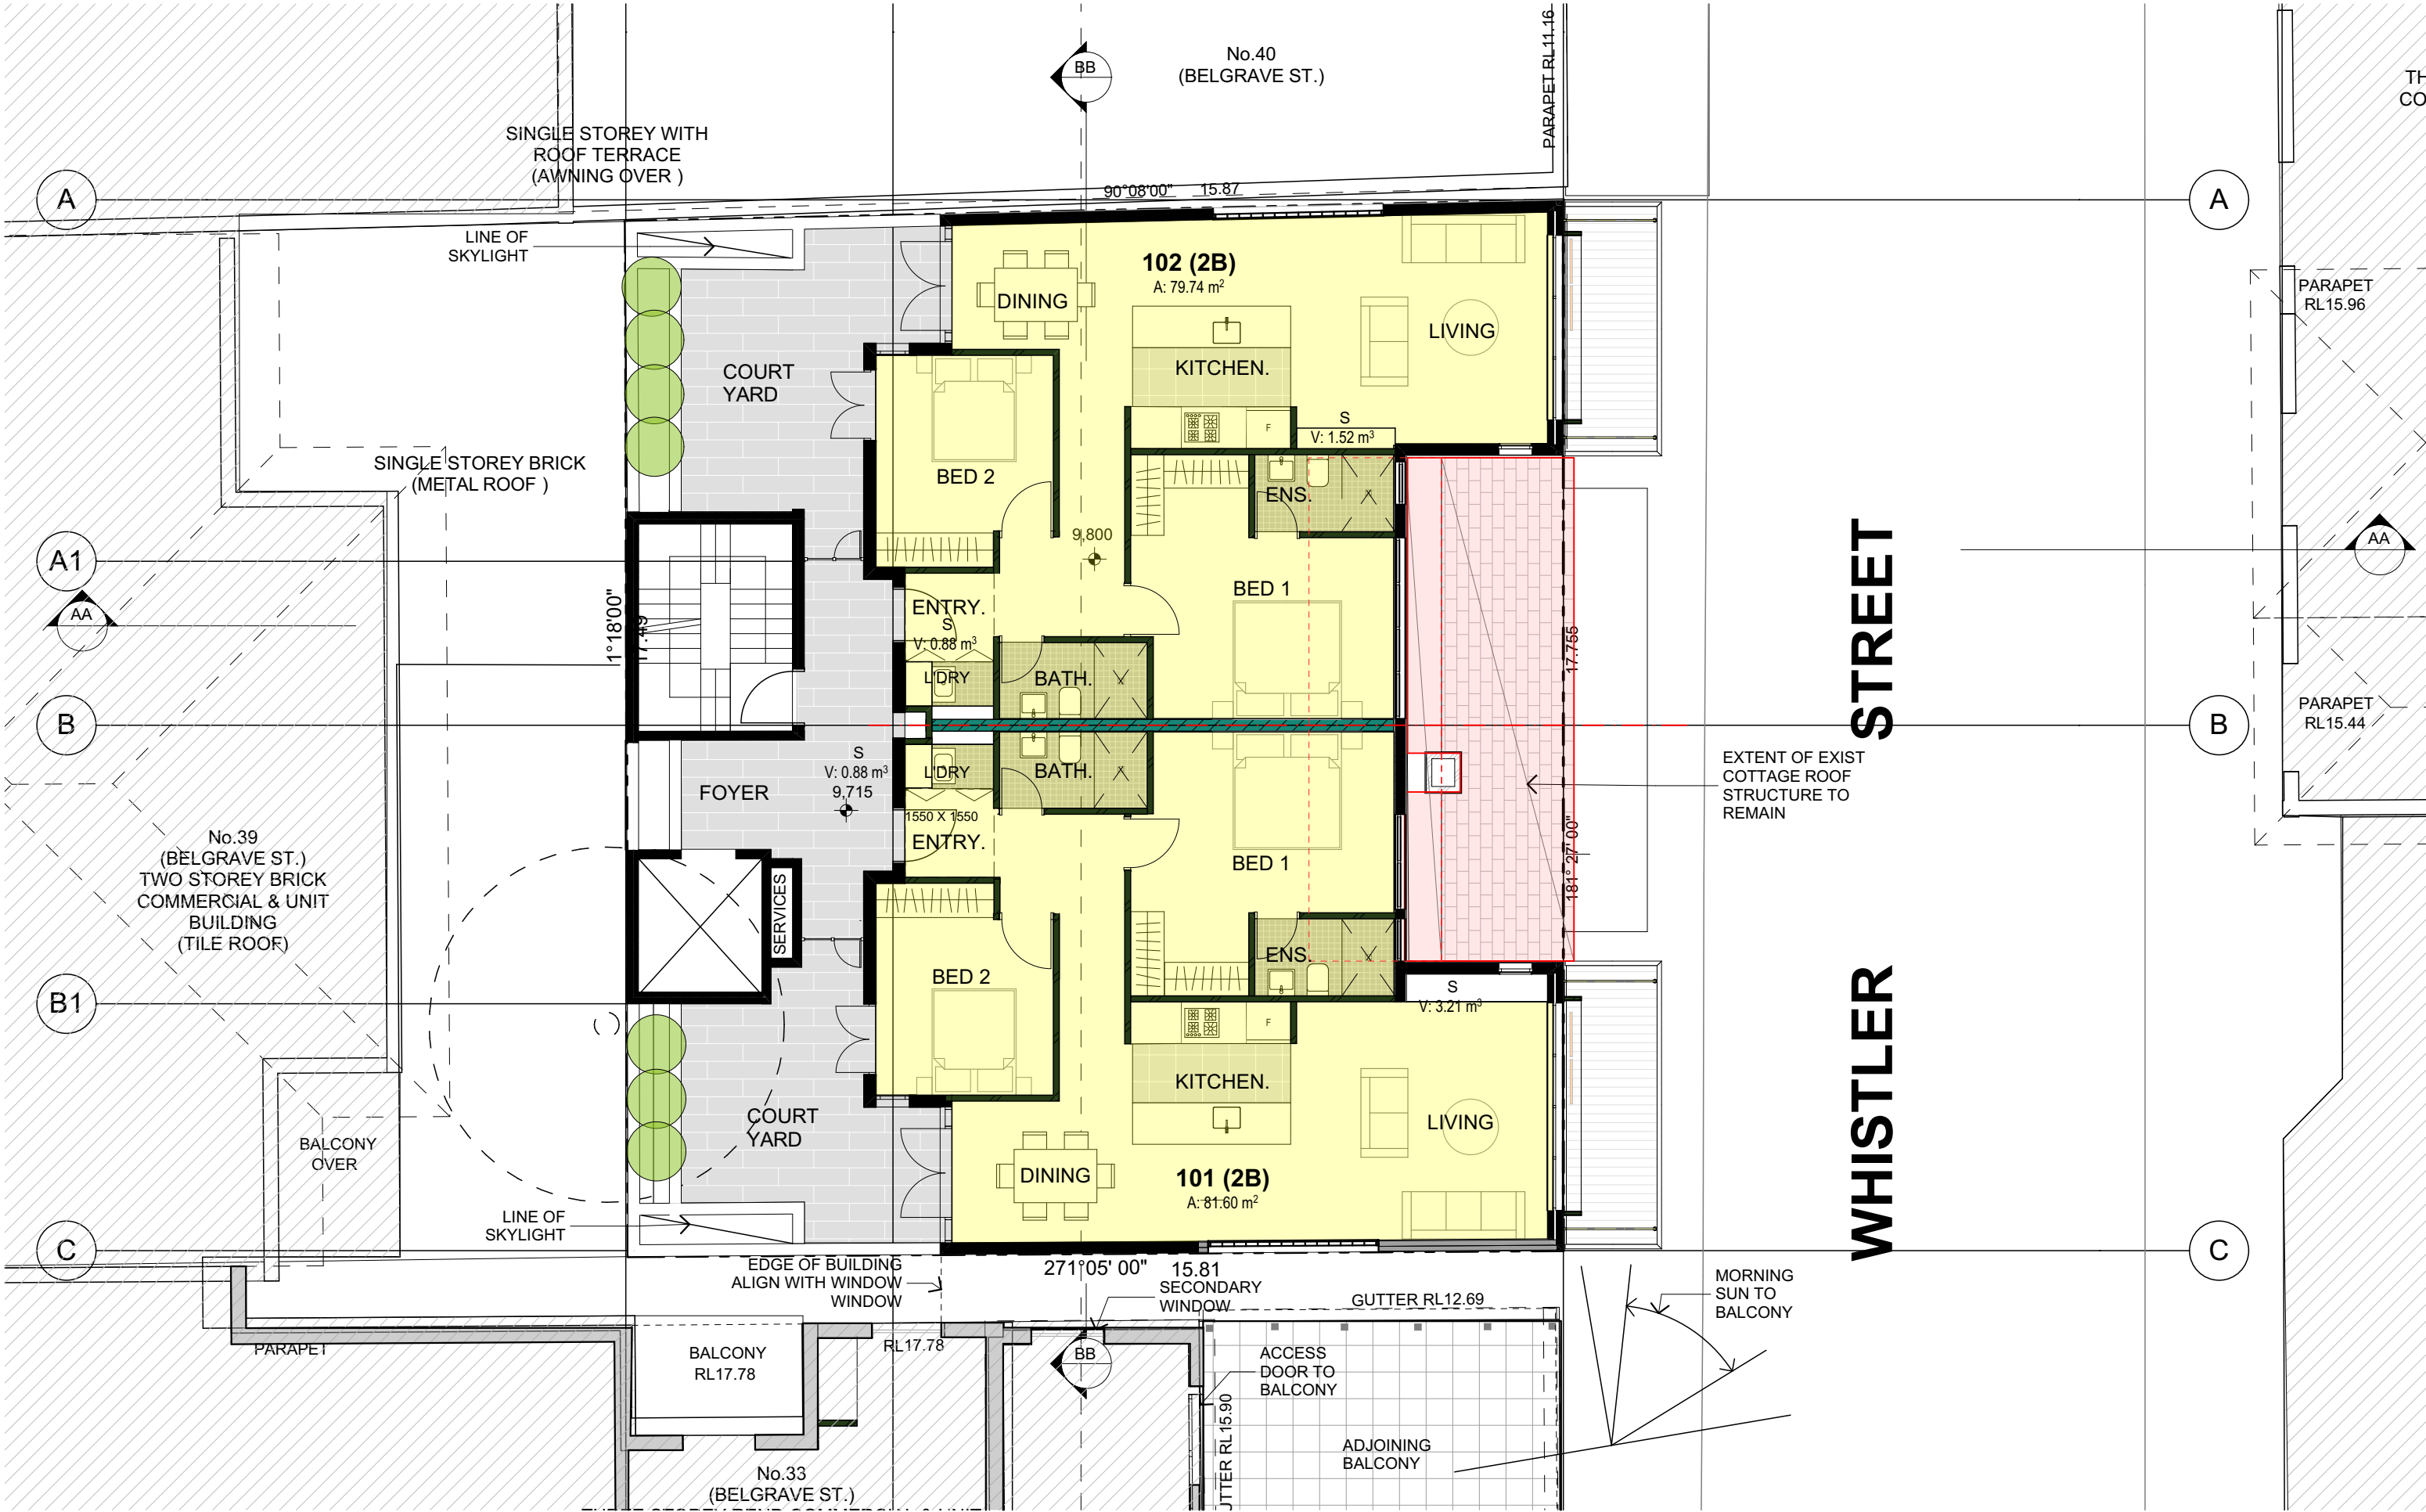 No.40
(BELGRAVE ST.)
BB
PARAPET RL11.16
SINGLE STOREY WITH
ROOF TERRACE
(AWNING OVER )
A
90°08'00" 15.87
A
LINE OF
SKYLIGHT
102 (2B)
A: 79.74 m²
DINING
LIVING
KITCHEN.
COURT
YARD
PARAPET
RL15.96
S
V: 1.52 m³
F
SINGLE STOREY BRICK
(METAL ROOF )
BED 2
ENS.
A1
9,800
AA
AA
BED 1
ENTRY.
S
V: 0.88 m³
1°18'00"
17.49
17.755
L'DRY
BATH.
B
B
PARAPET
RL15.44
STREET
S
V: 0.88 m³
9,715
L'DRY
BATH.
FOYER
EXTENT OF EXIST
COTTAGE ROOF
STRUCTURE TO
REMAIN
1550 X 1550
ENTRY.
BED 1
181° 27' 00"
No.39
(BELGRAVE ST.)
TWO STOREY BRICK
COMMERCIAL & UNIT
BUILDING
(TILE ROOF)
SERVICES
BED 2
ENS.
S
V: 3.21 m³
B1
F
WHISTLER
KITCHEN.
LIVING
COURT
YARD
BALCONY
OVER
DINING
101 (2B)
A: 81.60 m²
LINE OF
SKYLIGHT
C
C
EDGE OF BUILDING
ALIGN WITH WINDOW
WINDOW
271°05' 00" 15.81
SECONDARY
WINDOW
GUTTER RL12.69
MORNING
SUN TO
BALCONY
PARAPET
BALCONY
RL17.78
RL17.78
BB
ACCESS
DOOR TO
BALCONY
ADJOINING
BALCONY
No.33
(BELGRAVE ST.)